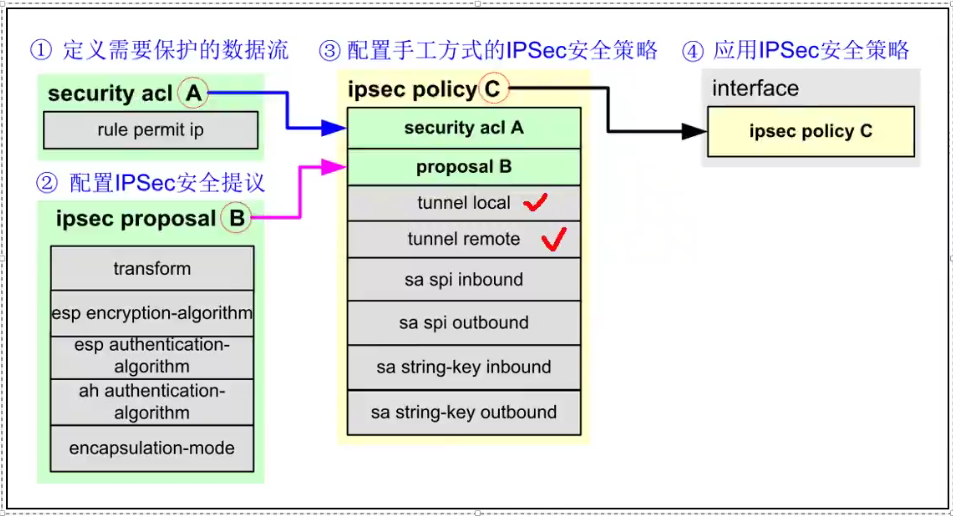 ① 定义需要保护的数据流
security acl A
rule permit ip
② 配置IPSec安全提议
ipsec proposal B
transform
esp encryption-algorithm
esp authentication-
algorithm
ah authentication-
algorithm
encapsulation-mode
③ 配置手工方式的IPSec安全策略
ipsec policy C
security acl A
proposal B
tunnel local
tunnel remote
sa spi inbound
sa spi outbound
sa string-key inbound
sa string-key outbound
④ 应用IPSec安全策略
interface
ipsec policy C